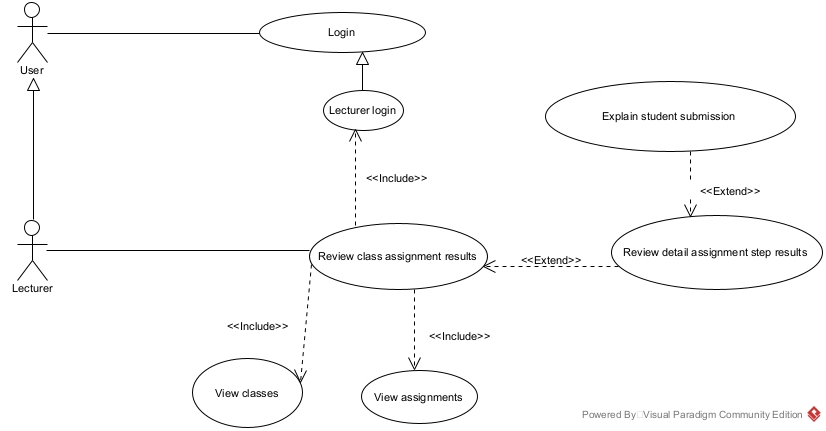 Login
User
Lecturer login
Explain student submission
<<Include>>
<<Extend>>
Review class assignment results
Review detail assignment step results
<<Extend>>
Lecturer
<<Include>>
<<Include>>
View classes
View assignments
Powered By Visual Paradigm Community Edition